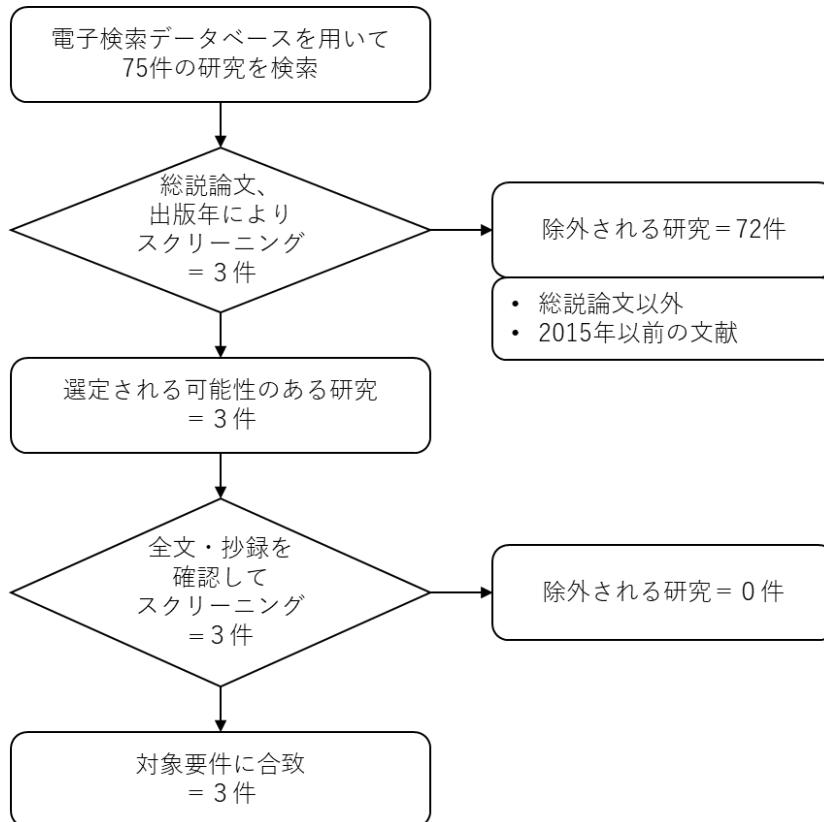 電子検索データベースを用いて
75件の研究を検索
総説論文、
出版年により
スクリーニング
= 3 件
除外される研究＝72件
• 総説論文以外
• 2015年以前の文献
選定される可能性のある研究
= 3 件
全文・抄録を
確認して
スクリーニング
＝3 件
除外される研究＝ 0 件
対象要件に合致
= 3 件